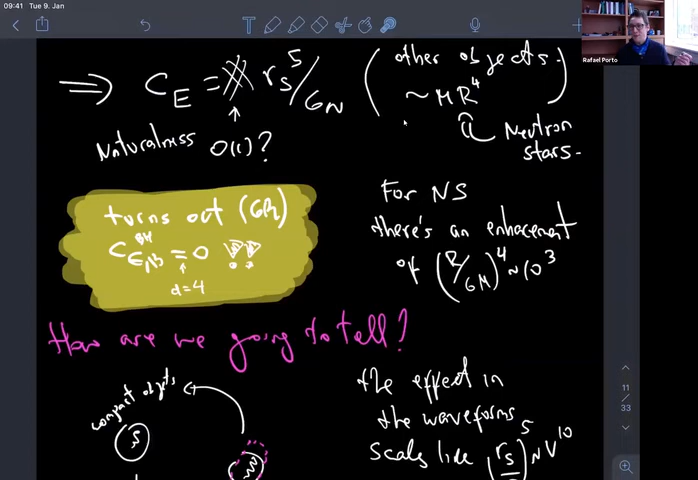 09:41 Tue 9. Jan
Rafael Porto
⇒ C_E = r_s^5/G_N
(other objects.
~ M R^4)
Neutron
stars.
Naturalness O(1)?
turns out (GR)
C_{E,B}^{BH} = 0 !!
d=4
For NS
there's an enhacement
of (R/GM)^4 ~ 10^3
How are we going to tell?
compact objects
the effect in
the waveforms
scales like (r_s)^5 ~ v^10
11
33